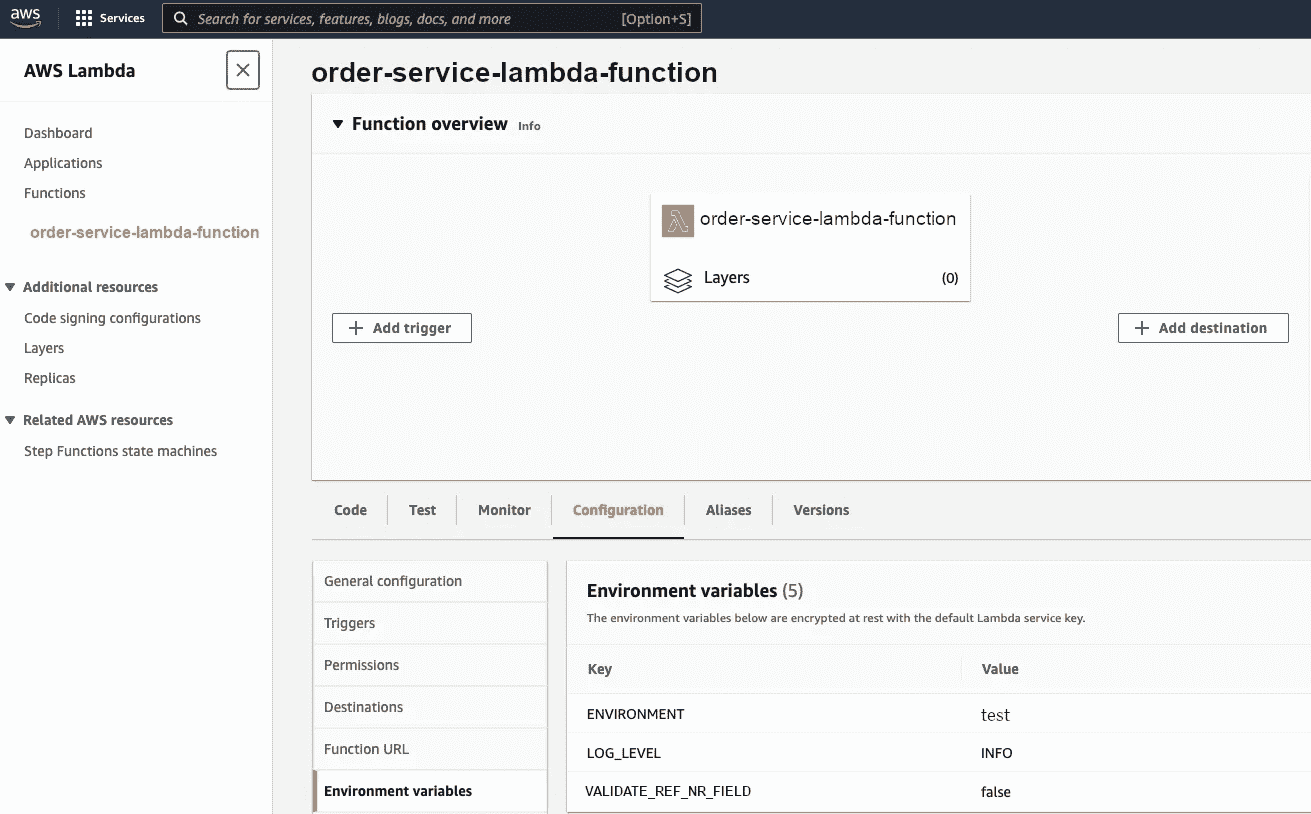 aws Services Search for services, features, blogs, docs, and more [Option+S]
AWS Lambda
Dashboard
Applications
Functions
order-service-lambda-function
Additional resources
Code signing configurations
Layers
Replicas
Related AWS resources
Step Functions state machines
order-service-lambda-function
Function overview Info
order-service-lambda-function
Layers (0)
Add trigger
Add destination
Code Test Monitor Configuration Aliases Versions
General configuration
Triggers
Permissions
Destinations
Function URL
Environment variables
Environment variables (5)
The environment variables below are encrypted at rest with the default Lambda service key.
Key Value
ENVIRONMENT test
LOG_LEVEL INFO
VALIDATE_REF_NR_FIELD false